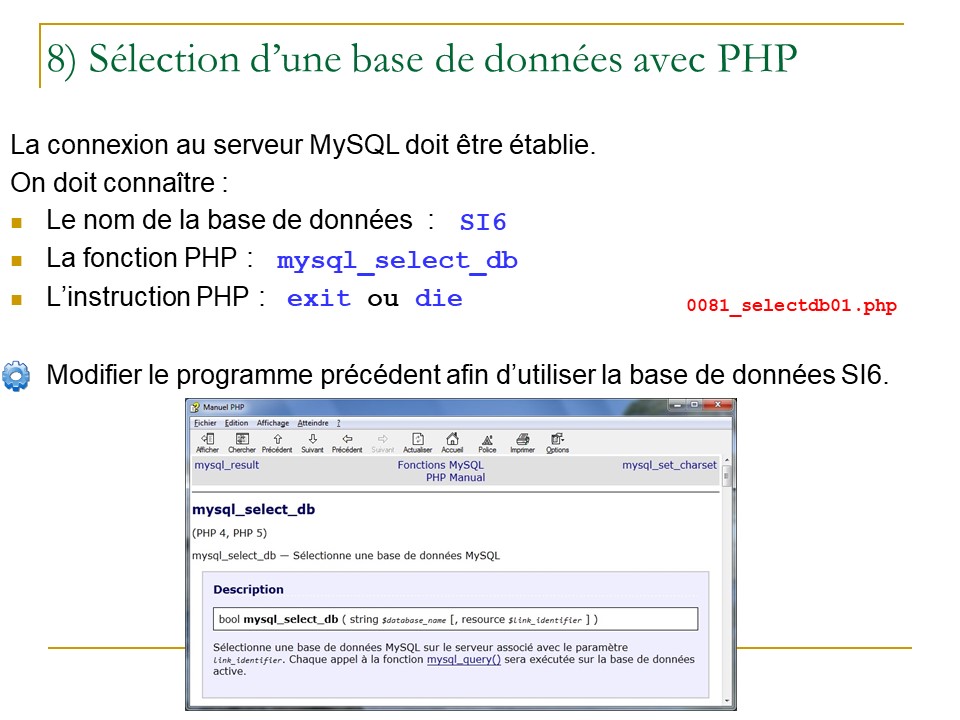 8) Sélection d’une base de données avec PHP
La connexion au serveur MySQL doit être établie.
On doit connaître :
Le nom de la base de données : SI6
La fonction PHP : mysql_select_db
L’instruction PHP : exit ou die
0081_selectdb01.php
Modifier le programme précédent afin d’utiliser la base de données SI6.
Manuel PHP
Fichier Edition Affichage Atteindre ?
Afficher Chercher Précédent Suivant Précédent Suivant Actualiser Accueil Police Imprimer Options
mysql_result Fonctions MySQL mysql_set_charset
PHP Manual
mysql_select_db
(PHP 4, PHP 5)
mysql_select_db — Sélectionne une base de données MySQL
Description
bool mysql_select_db ( string $database_name [, resource $link_identifier ] )
Sélectionne une base de données MySQL sur le serveur associé avec le paramètre
link_identifier. Chaque appel à la fonction mysql_query() sera exécutée sur la base de données
active.